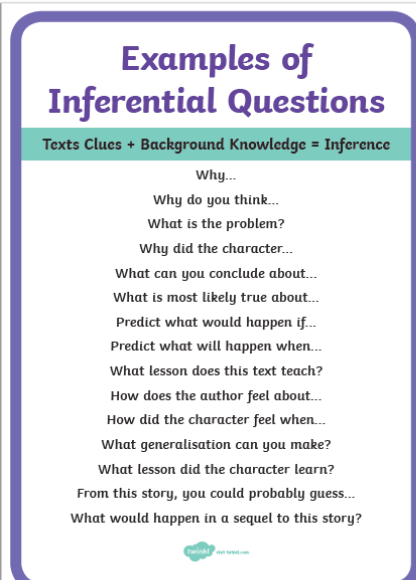 Examples of
Inferential Questions
Texts Clues + Background Knowledge = Inference
Why...
Why do you think...
What is the problem?
Why did the character...
What can you conclude about...
What is most likely true about...
Predict what would happen if...
Predict what will happen when...
What lesson does this text teach?
How does the author feel about...
How did the character feel when...
What generalisation can you make?
What lesson did the character learn?
From this story, you could probably guess...
What would happen in a sequel to this story?
twinkl visit twinkl.com